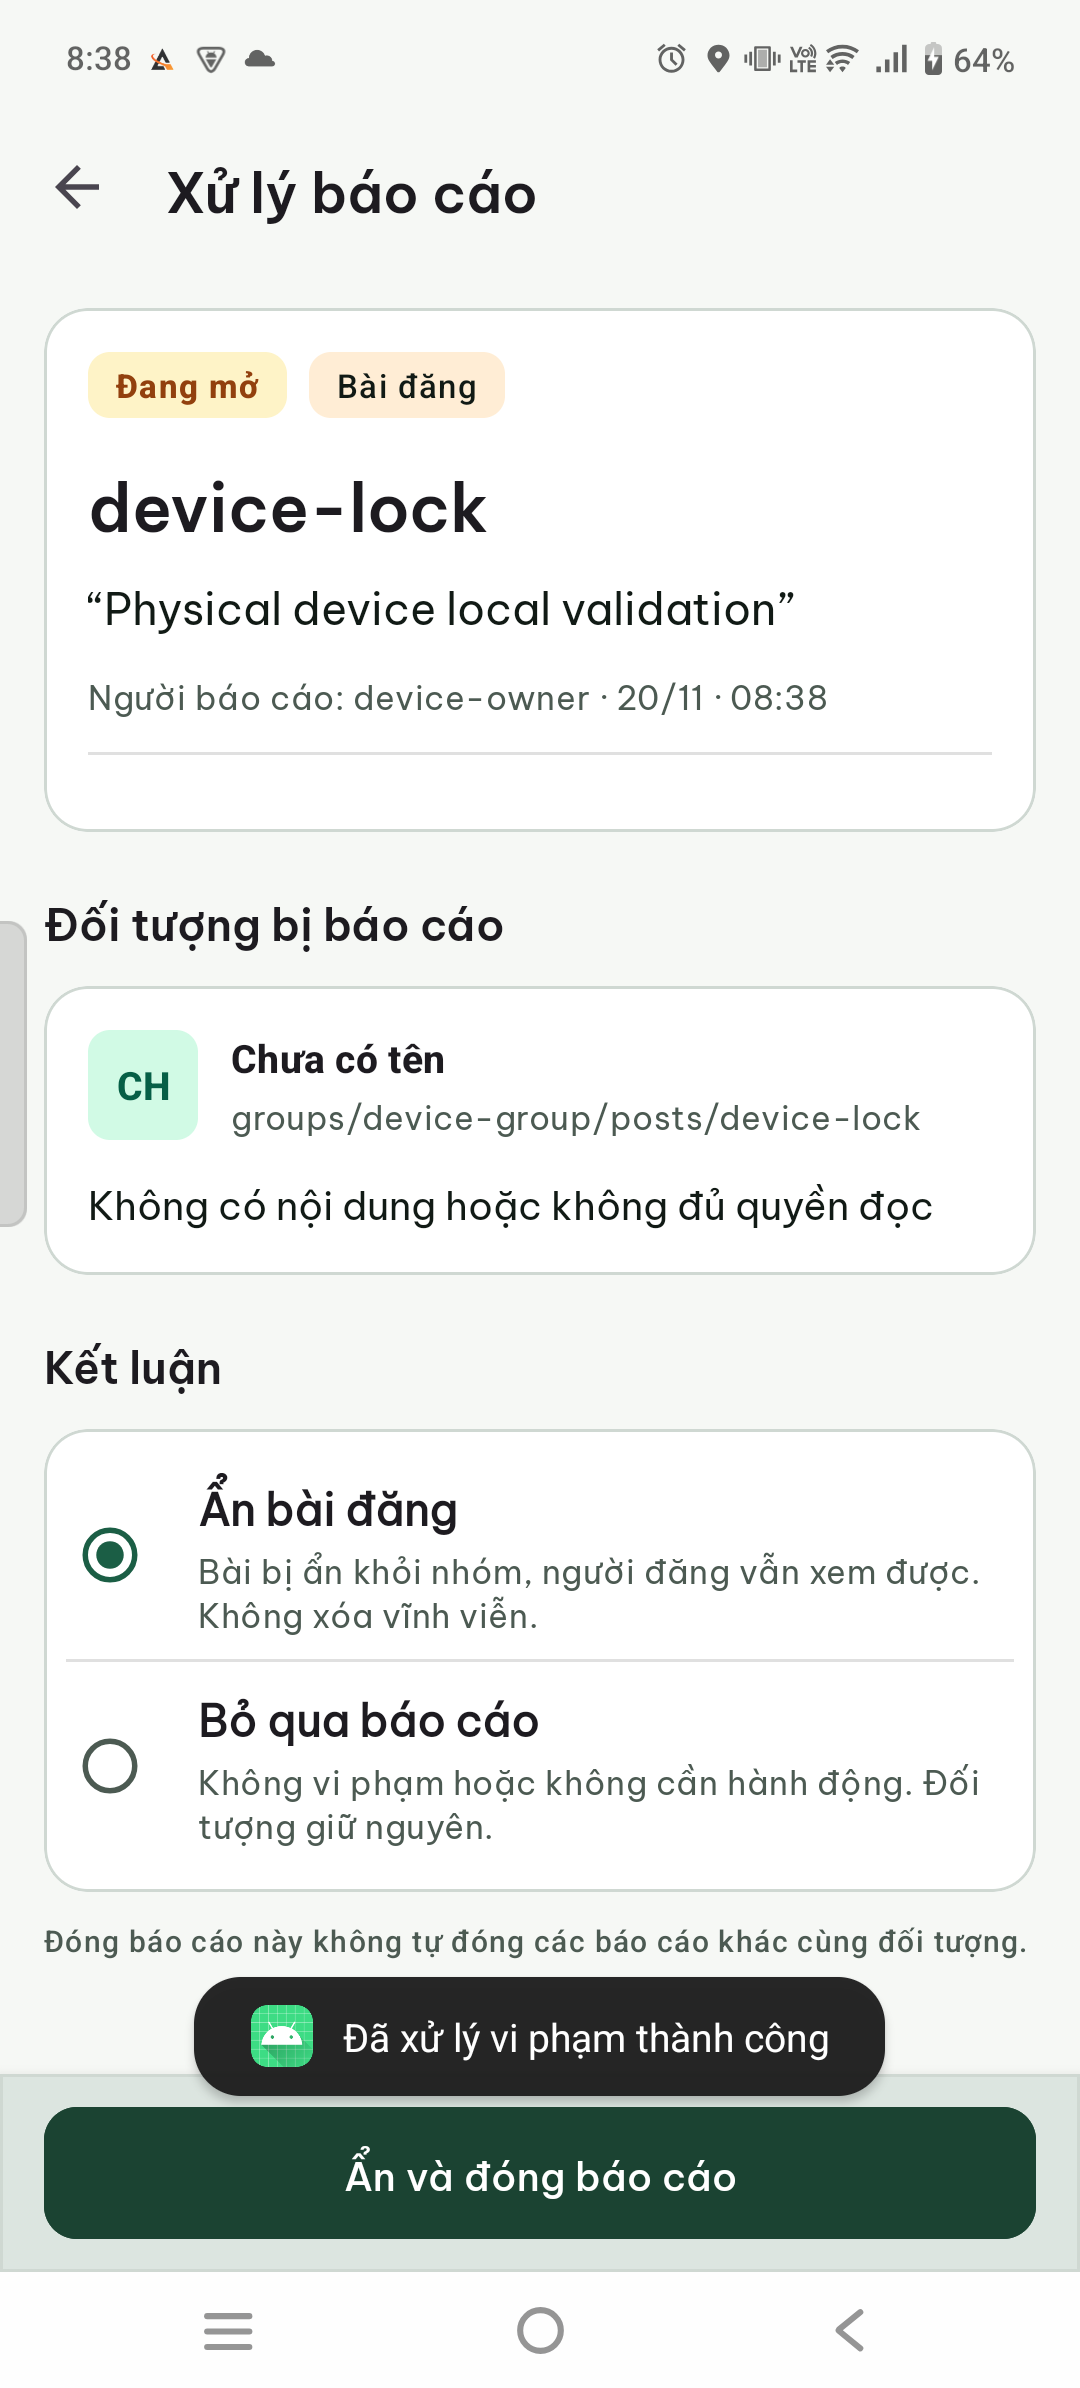 8:38
VoLTE
64%
Xử lý báo cáo
Đang mở
Bài đăng
device-lock
“Physical device local validation”
Người báo cáo: device-owner · 20/11 · 08:38
Đối tượng bị báo cáo
CH
Chưa có tên
groups/device-group/posts/device-lock
Không có nội dung hoặc không đủ quyền đọc
Kết luận
Ẩn bài đăng
Bài bị ẩn khỏi nhóm, người đăng vẫn xem được.
Không xóa vĩnh viễn.
Bỏ qua báo cáo
Không vi phạm hoặc không cần hành động. Đối
tượng giữ nguyên.
Đóng báo cáo này không tự đóng các báo cáo khác cùng đối tượng.
Đã xử lý vi phạm thành công
Ẩn và đóng báo cáo